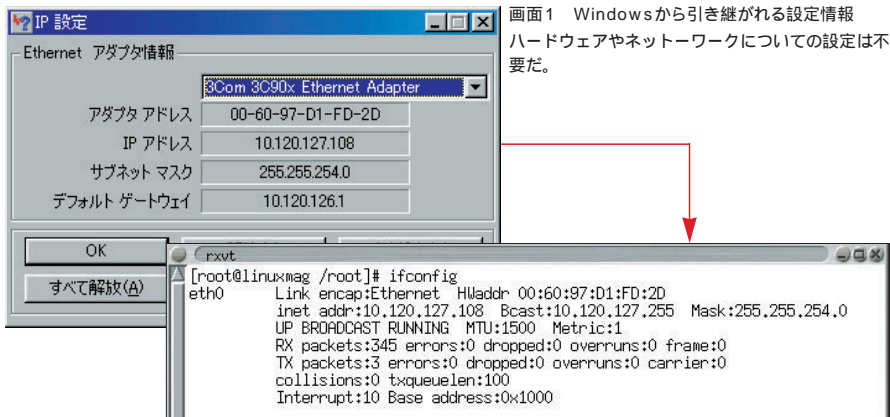 IP 設定
Ethernet アダプタ情報
3Com 3C90x Ethernet Adapter
アダプタ アドレス 00-60-97-D1-FD-2D
IP アドレス 10.120.127.108
サブネット マスク 255.255.254.0
デフォルト ゲートウェイ 10.120.126.1
OK
すべて解放(A)
画面1 Windowsから引き継がれる設定情報
ハードウェアやネットーワークについての設定は不
要だ。
rxvt
[root@linuxmag /root]# ifconfig
eth0 Link encap:Ethernet HWaddr 00:60:97:D1:FD:2D
inet addr:10.120.127.108 Bcast:10.120.127.255 Mask:255.255.254.0
UP BROADCAST RUNNING MTU:1500 Metric:1
RX packets:345 errors:0 dropped:0 overruns:0 frame:0
TX packets:3 errors:0 dropped:0 overruns:0 carrier:0
collisions:0 txqueuelen:100
Interrupt:10 Base address:0x1000